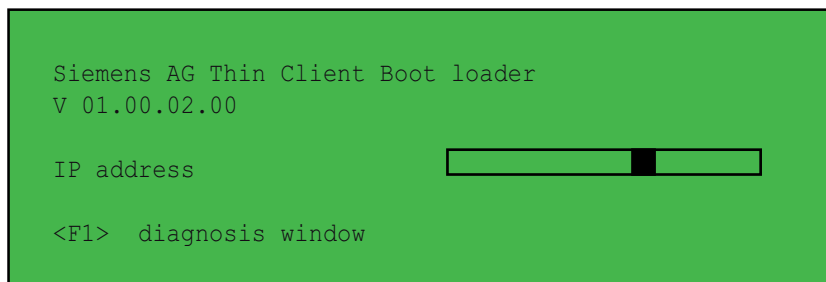 Siemens AG Thin Client Boot loader
V 01.00.02.00
IP address
<F1> diagnosis window